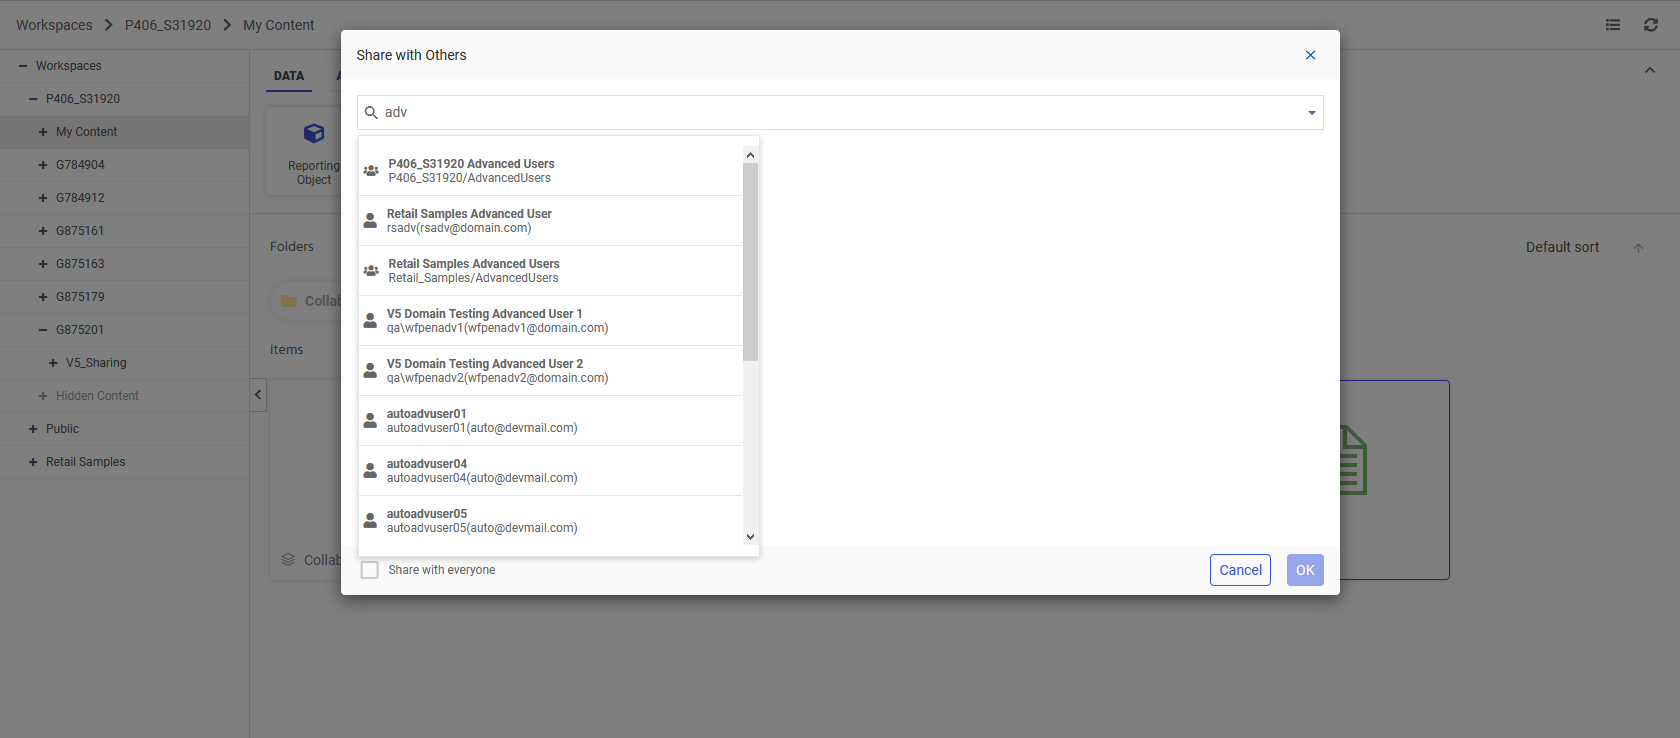 Workspaces > P406_S31920 > My Content
Workspaces
P406_S31920
My Content
G784904
G784912
G875161
G875163
G875179
G875201
V5_Sharing
Hidden Content
Public
Retail Samples
DATA
Reporting
Object
Folders
Items
Default sort
Share with Others
adv
P406_S31920 Advanced Users
P406_S31920/AdvancedUsers
Retail Samples Advanced User
rsadv(rsadv@domain.com)
Retail Samples Advanced Users
Retail_Samples/AdvancedUsers
V5 Domain Testing Advanced User 1
qa\wfpenadv1(wfpenadv1@domain.com)
V5 Domain Testing Advanced User 2
qa\wfpenadv2(wfpenadv2@domain.com)
autoadvuser01
autoadvuser01(auto@devmail.com)
autoadvuser04
autoadvuser04(auto@devmail.com)
autoadvuser05
autoadvuser05(auto@devmail.com)
Share with everyone
Cancel
OK